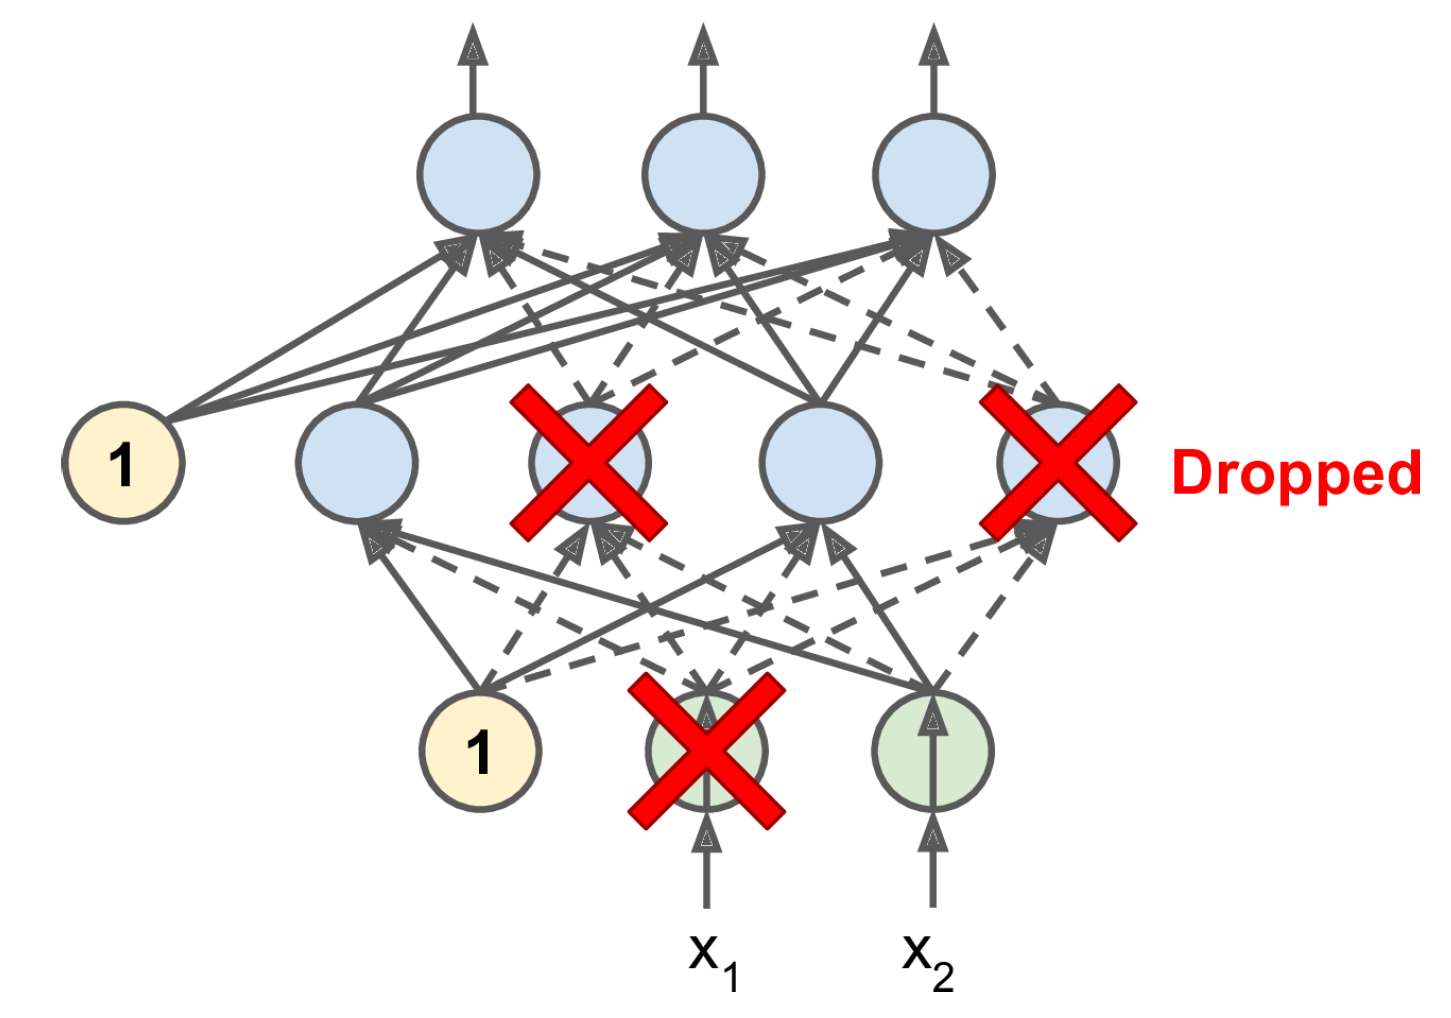 1
Dropped
1
x₁ x₂